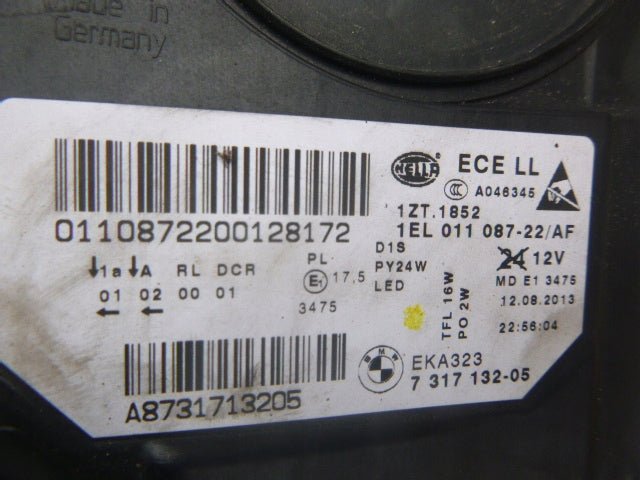 Made in
Germany
HELLA
ECE LL
CCC
A046345
0110872200128172
1ZT.1852
1EL 011 087-22/AF
1a A RL DCR
01 02 00 01
PL
E1 17,5
3475
D1S
PY24W
LED
TFL 16W
PO 2W
24 12V
MD E1 3475
12.08.2013
22:56:04
BMW
EKA323
7 317 132-05
A8731713205